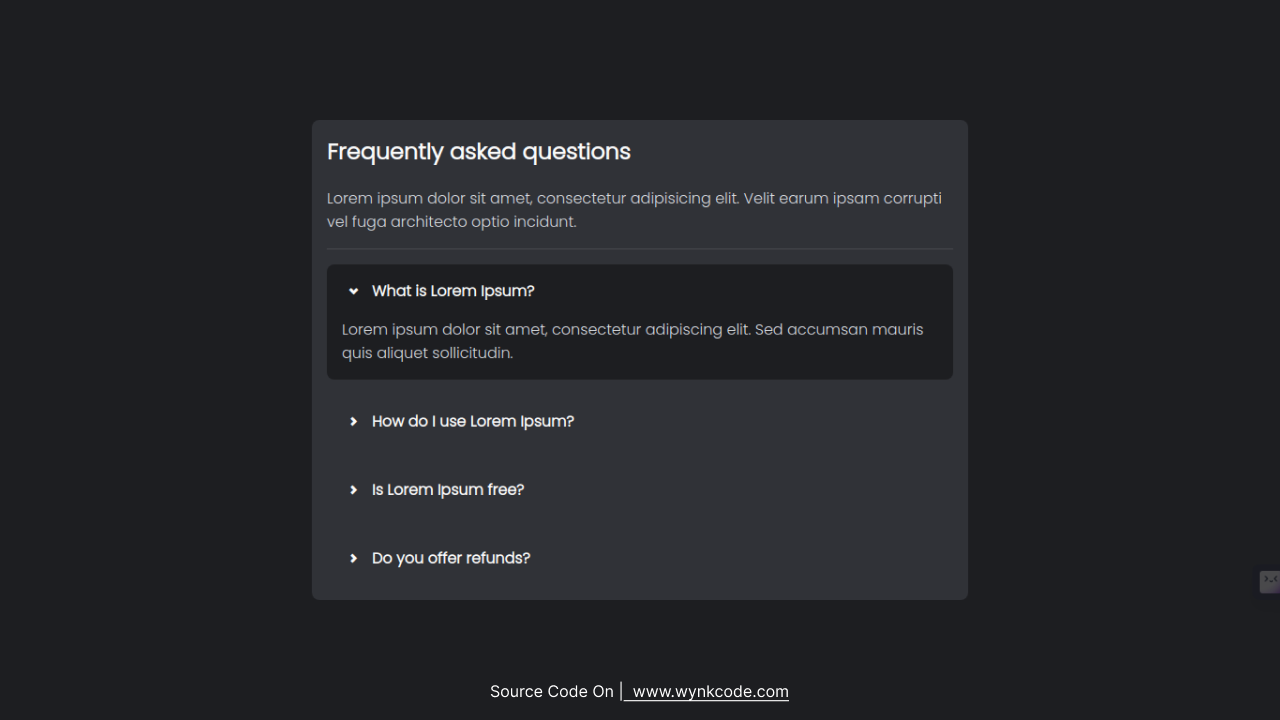 Frequently asked questions
Lorem ipsum dolor sit amet, consectetur adipisicing elit. Velit earum ipsam corrupti
vel fuga architecto optio incidunt.
What is Lorem Ipsum?
Lorem ipsum dolor sit amet, consectetur adipiscing elit. Sed accumsan mauris
quis aliquet sollicitudin.
How do I use Lorem Ipsum?
Is Lorem Ipsum free?
Do you offer refunds?
Source Code On | www.wynkcode.com